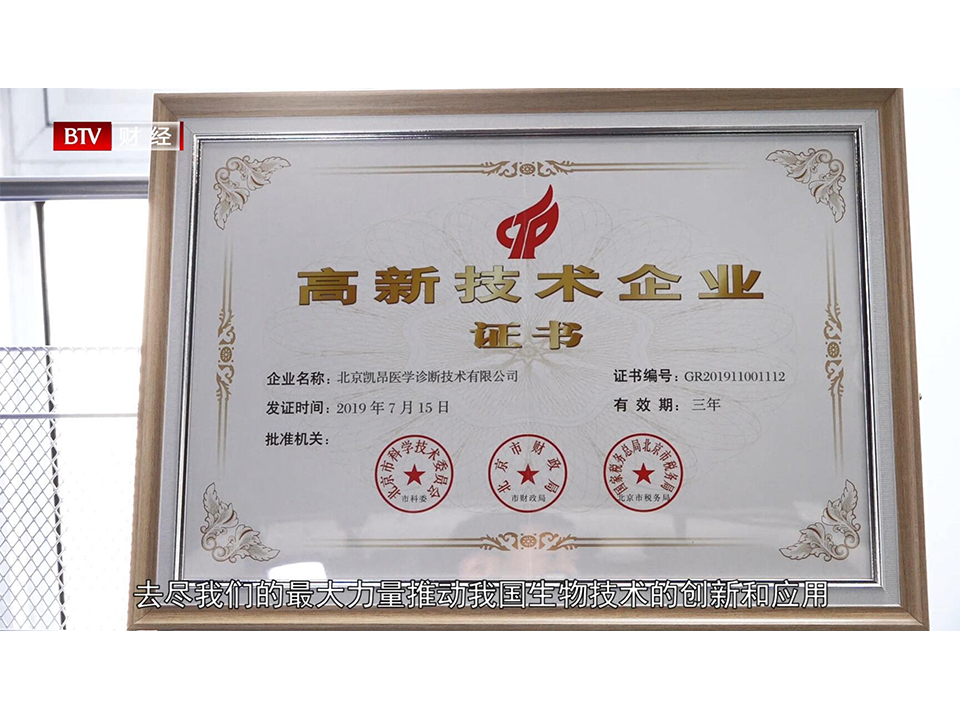 BTV 财经
CTP
高新技术企业
证书
企业名称：北京凯昂医学诊断技术有限公司
证书编号：GR201911001112
发证时间：2019 年 7 月 15 日
有 效 期：三年
批准机关：
北京市科学技术委员会
市科委
北京市财政局
市财政局
国家税务总局北京市税务局
北京市税务局
去尽我们的最大力量推动我国生物技术的创新和应用